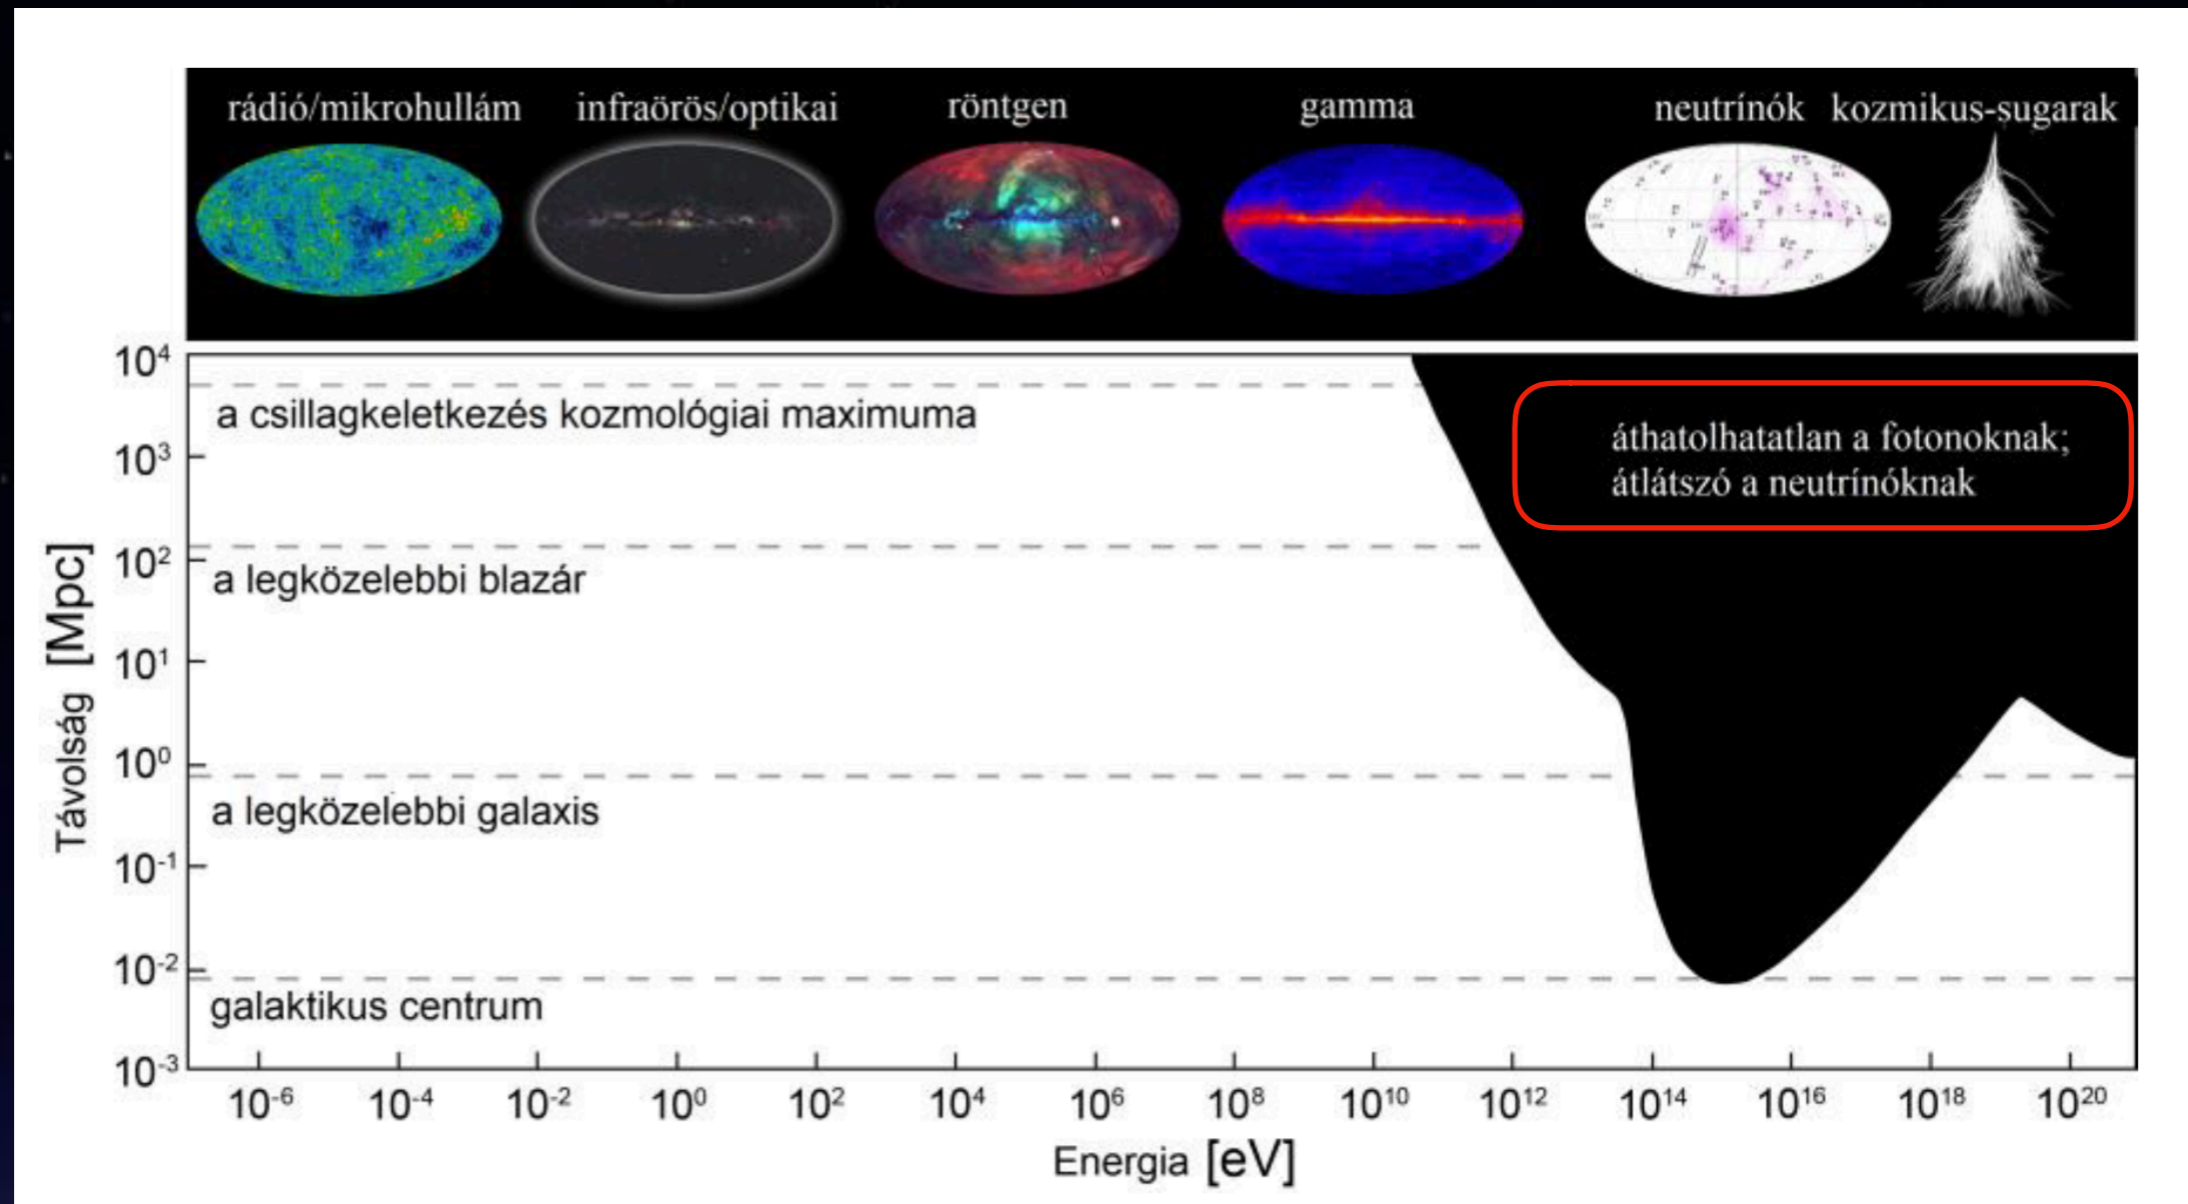 rádió/mikrohullám infraörös/optikai röntgen gamma neutrínók kozmikus-sugarak
10⁴
a csillagkeletkezés kozmológiai maximuma
áthatolhatatlan a fotonoknak;
átlátszó a neutrínóknak
10³
10²
a legközelebbi blazár
10¹
10⁰
a legközelebbi galaxis
10⁻¹
10⁻²
galaktikus centrum
10⁻³
Távolság [Mpc]
10⁻⁶ 10⁻⁴ 10⁻² 10⁰ 10² 10⁴ 10⁶ 10⁸ 10¹⁰ 10¹² 10¹⁴ 10¹⁶ 10¹⁸ 10²⁰
Energia [eV]